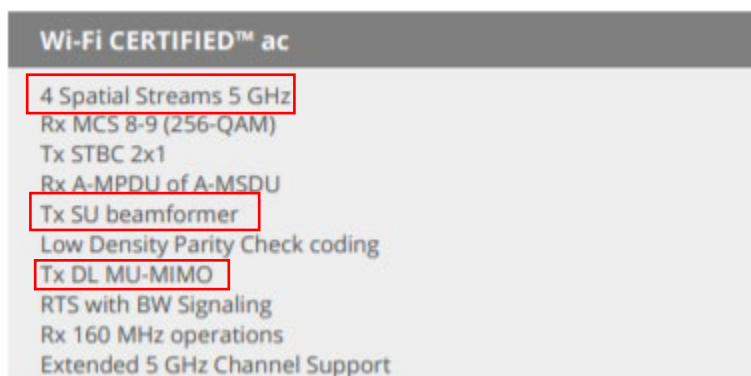 Wi-Fi CERTIFIED™ ac
4 Spatial Streams 5 GHz
Rx MCS 8-9 (256-QAM)
Tx STBC 2x1
Rx A-MPDU of A-MSDU
Tx SU beamformer
Low Density Parity Check coding
Tx DL MU-MIMO
RTS with BW Signaling
Rx 160 MHz operations
Extended 5 GHz Channel Support